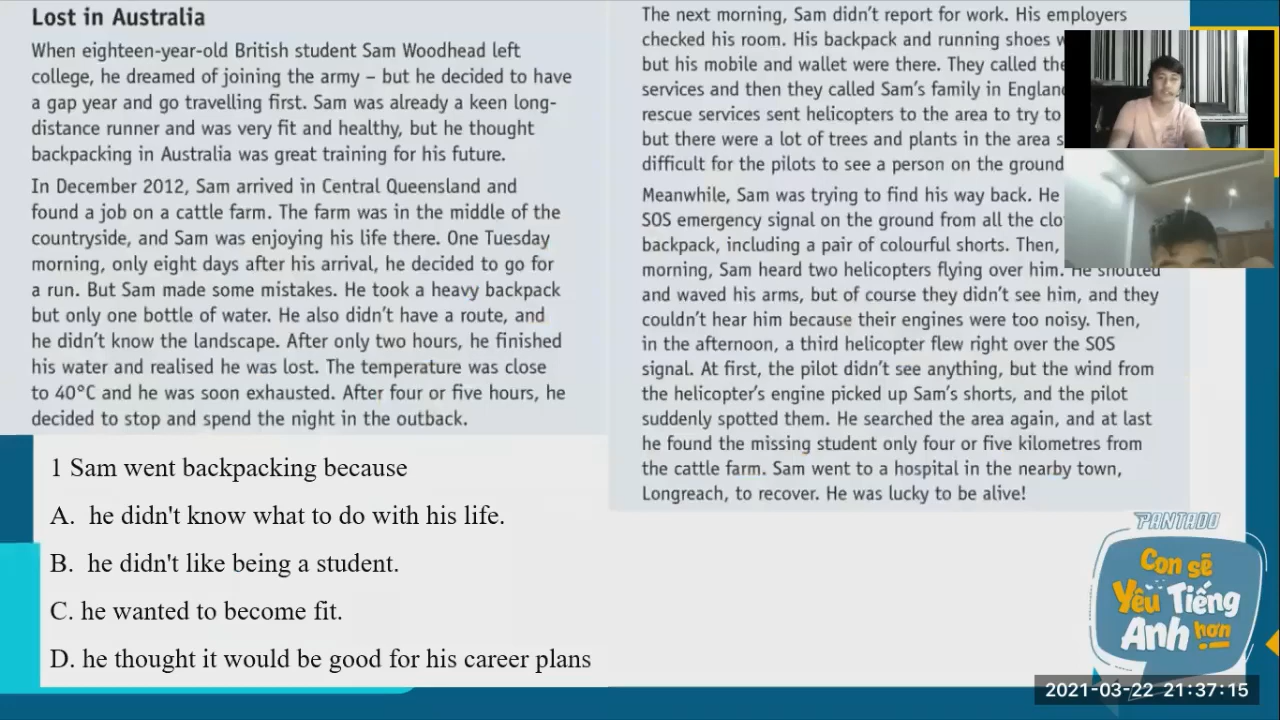 Lost in Australia
When eighteen-year-old British student Sam Woodhead left
college, he dreamed of joining the army – but he decided to have
a gap year and go travelling first. Sam was already a keen long-
distance runner and was very fit and healthy, but he thought
backpacking in Australia was great training for his future.
In December 2012, Sam arrived in Central Queensland and
found a job on a cattle farm. The farm was in the middle of the
countryside, and Sam was enjoying his life there. One Tuesday
morning, only eight days after his arrival, he decided to go for
a run. But Sam made some mistakes. He took a heavy backpack
but only one bottle of water. He also didn't have a route, and
he didn't know the landscape. After only two hours, he finished
his water and realised he was lost. The temperature was close
to 40°C and he was soon exhausted. After four or five hours, he
decided to stop and spend the night in the outback.
The next morning, Sam didn't report for work. His employers
checked his room. His backpack and running shoes
but his mobile and wallet were there. They called the
services and then they called Sam's family in England
rescue services sent helicopters to the area to try to
but there were a lot of trees and plants in the area
difficult for the pilots to see a person on the ground
Meanwhile, Sam was trying to find his way back. He
SOS emergency signal on the ground from all the
backpack, including a pair of colourful shorts. Then,
morning, Sam heard two helicopters flying over him. He shouted
and waved his arms, but of course they didn't see him, and they
couldn't hear him because their engines were too noisy. Then,
in the afternoon, a third helicopter flew right over the SOS
signal. At first, the pilot didn't see anything, but the wind from
the helicopter's engine picked up Sam's shorts, and the pilot
suddenly spotted them. He searched the area again, and at last
he found the missing student only four or five kilometres from
the cattle farm. Sam went to a hospital in the nearby town,
Longreach, to recover. He was lucky to be alive!
1 Sam went backpacking because
A. he didn't know what to do with his life.
B. he didn't like being a student.
C. he wanted to become fit.
D. he thought it would be good for his career plans
PANTADO
Con sẽ
Yêu Tiếng
Anh hơn
2021-03-22 21:37:15